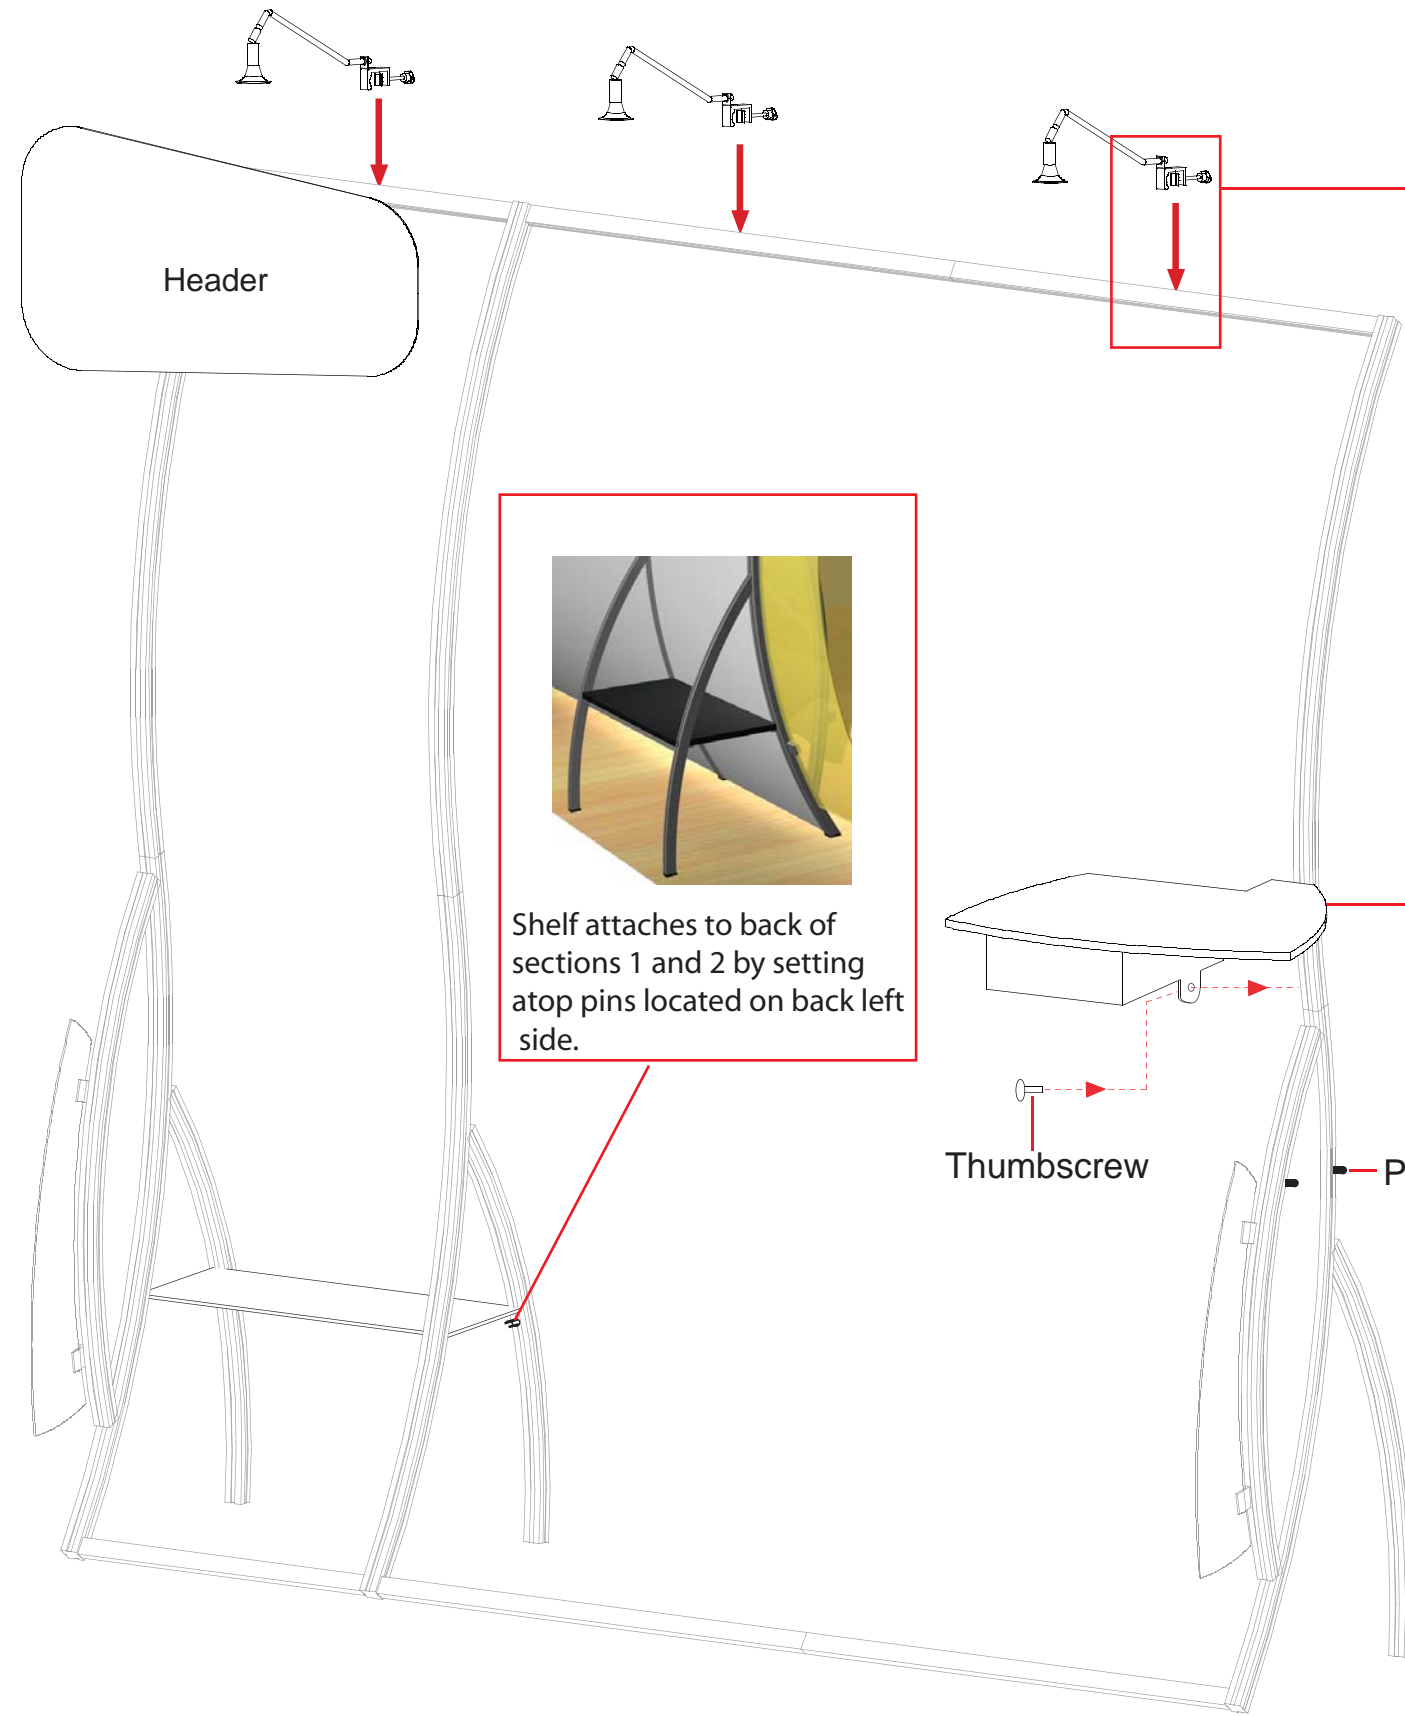 Header
Shelf attaches to back of
sections 1 and 2 by setting
atop pins located on back left
side.
Thumbscrew
P